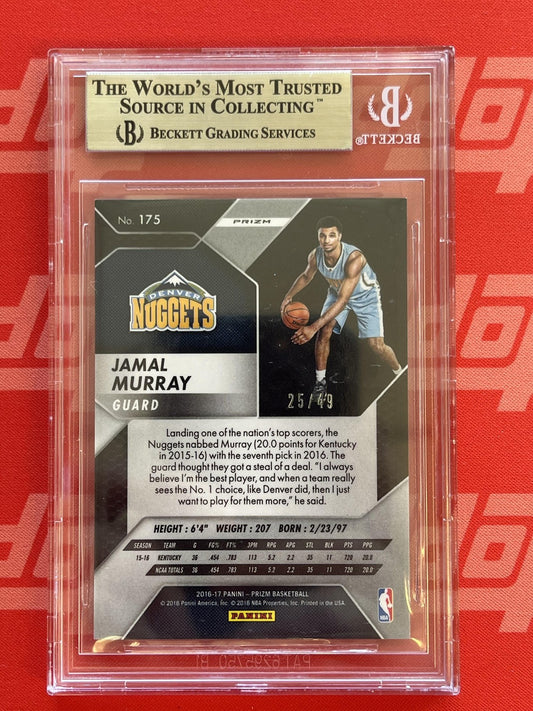 THE WORLD'S MOST TRUSTED
SOURCE IN COLLECTING™
B BECKETT GRADING SERVICES
B
BECKETT®
No. 175
PRIZM
DENVER
NUGGETS
JAMAL
MURRAY
GUARD
25/49
Landing one of the nation's top scorers, the
Nuggets nabbed Murray (20.0 points for Kentucky
in 2015-16) with the seventh pick in 2016. The
guard thought they got a steal of a deal. "I always
believe I'm the best player, and when a team really
sees the No. 1 choice, like Denver did, then I just
want to play for them more," he said.
HEIGHT : 6'4" WEIGHT : 207 BORN : 2/23/97
SEASON TEAM G FG% FT% 3PM RPG APG STL BLK PTS PPG
15-16 KENTUCKY 36 .454 .783 113 5.2 2.2 35 11 720 20.0
NCAA TOTALS 36 .454 .783 113 5.2 2.2 35 11 720 20.0
2016-17 PANINI – PRIZM BASKETBALL
© 2016 Panini America, Inc. © 2016 NBA Properties, Inc. Printed in the USA.
PANINI
NBA